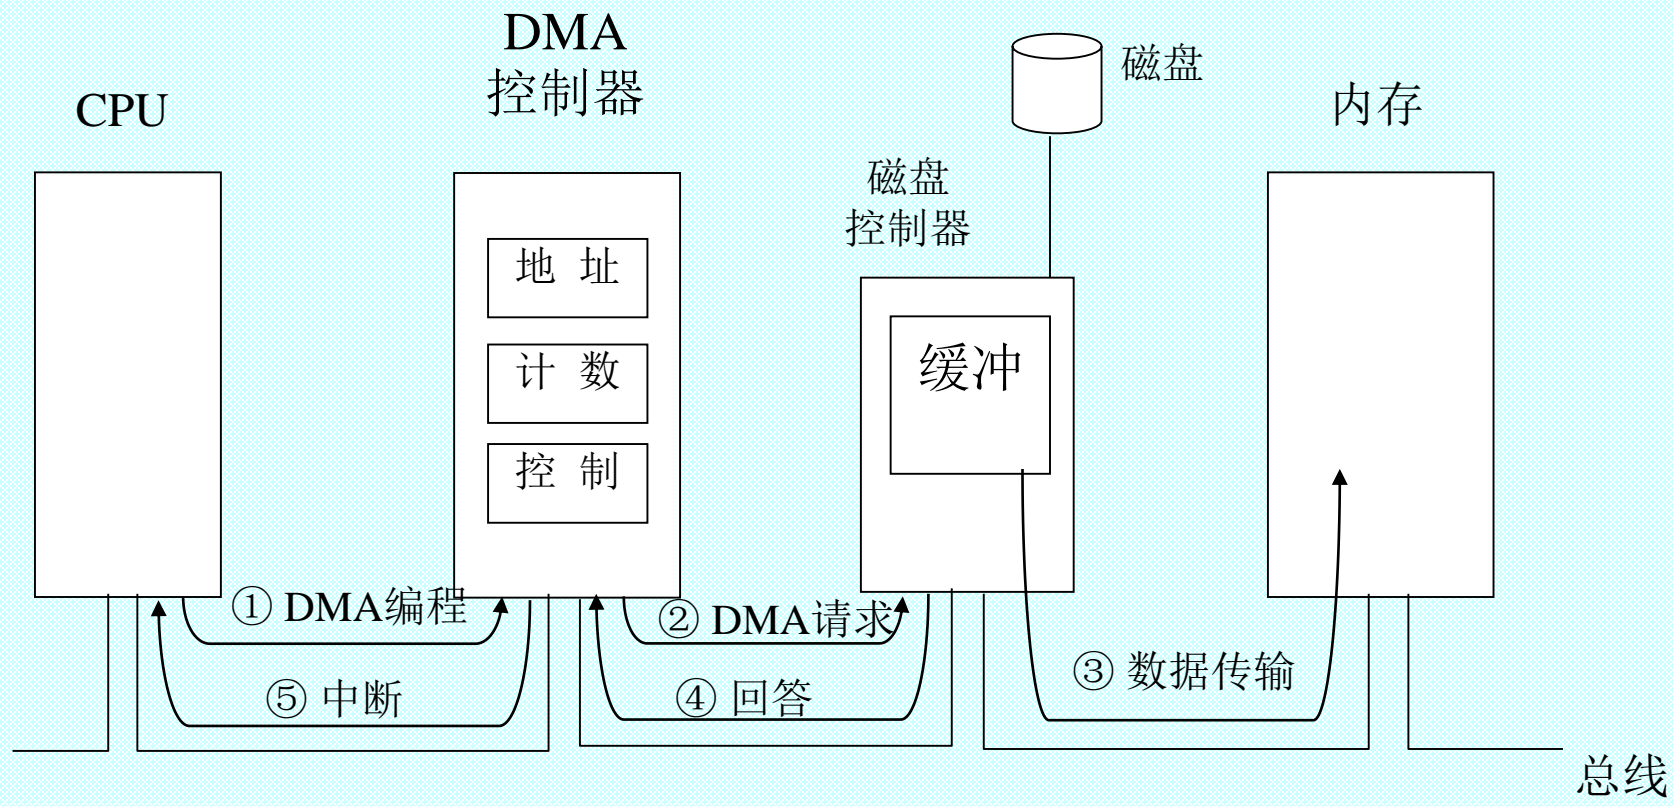 DMA
控制器
CPU
磁盘
内存
磁盘
控制器
地 址
计 数
控 制
缓冲
① DMA编程
② DMA请求
③ 数据传输
④ 回答
⑤ 中断
总线